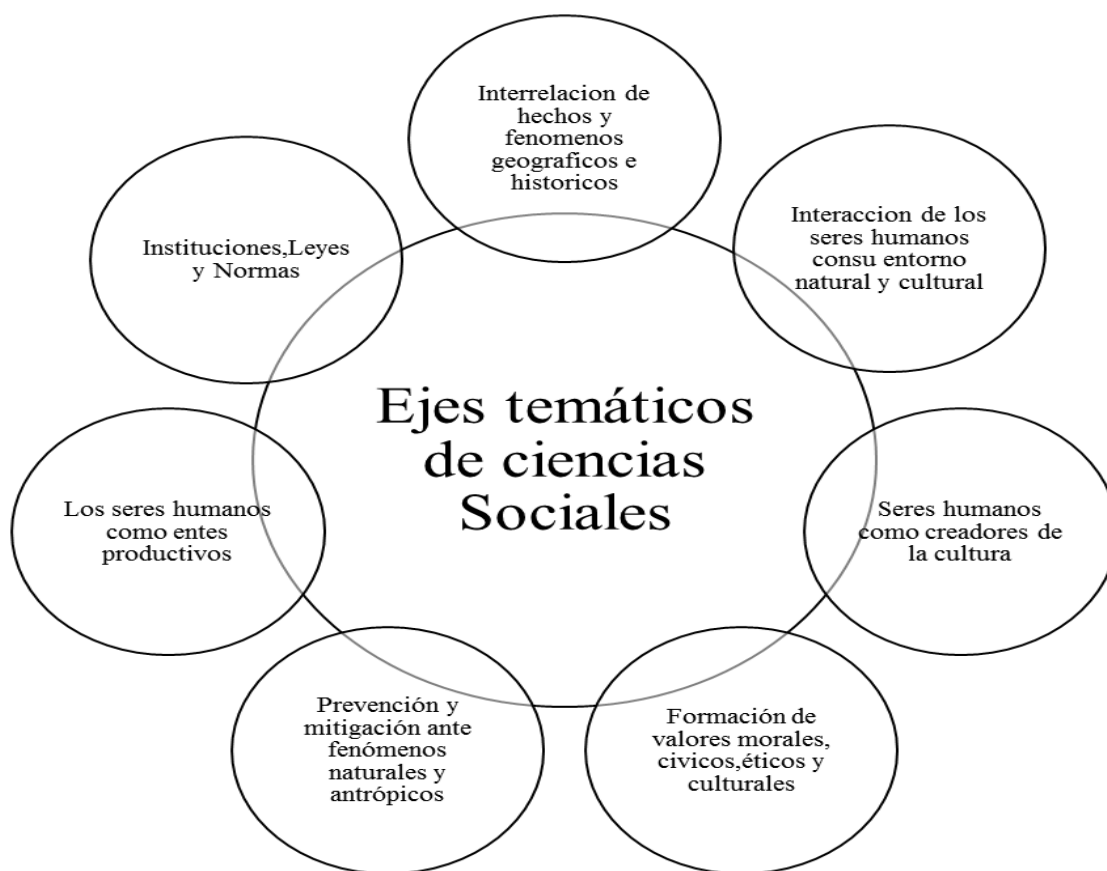 Interrelacion de
hechos y
fenomenos
geograficos e
historicos
Interaccion de los
seres humanos
consu entorno
natural y cultural
Seres humanos
como creadores de
la cultura
Formación de
valores morales,
civicos,éticos y
culturales
Prevención y
mitigación ante
fenómenos
naturales y
antrópicos
Los seres humanos
como entes
productivos
Instituciones,Leyes
y Normas
Ejes temáticos
de ciencias
Sociales